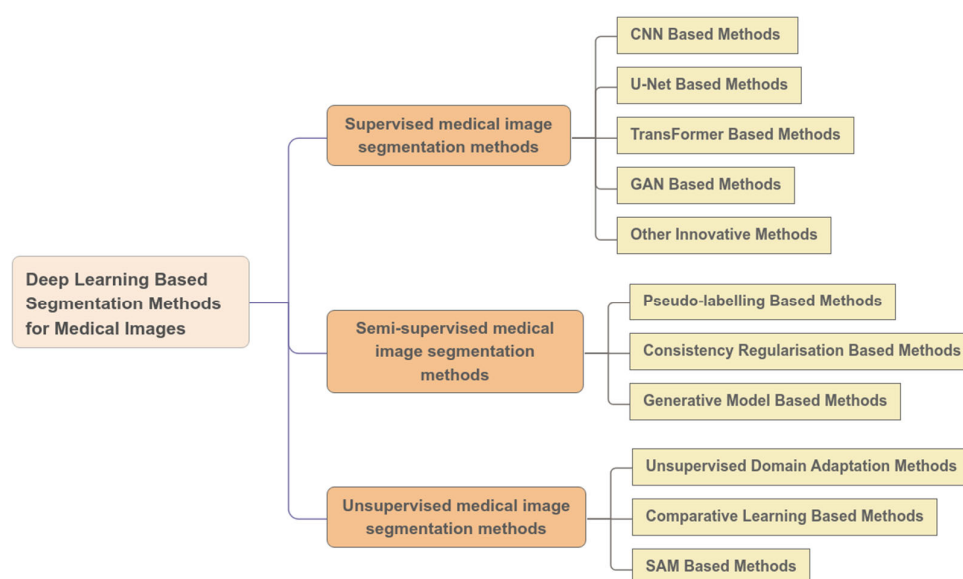 Deep Learning Based
Segmentation Methods
for Medical Images
Supervised medical image
segmentation methods
CNN Based Methods
U-Net Based Methods
TransFormer Based Methods
GAN Based Methods
Other Innovative Methods
Semi-supervised medical
image segmentation
methods
Pseudo-labelling Based Methods
Consistency Regularisation Based Methods
Generative Model Based Methods
Unsupervised medical image
segmentation methods
Unsupervised Domain Adaptation Methods
Comparative Learning Based Methods
SAM Based Methods